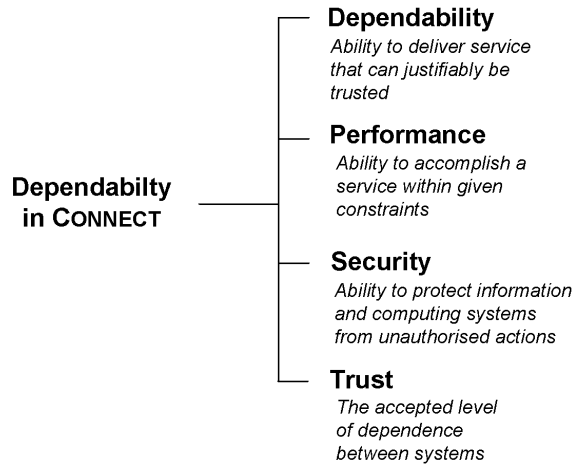 Dependabilty
in CONNECT
Dependability
Ability to deliver service
that can justifiably be
trusted
Performance
Ability to accomplish a
service within given
constraints
Security
Ability to protect information
and computing systems
from unauthorised actions
Trust
The accepted level
of dependence
between systems